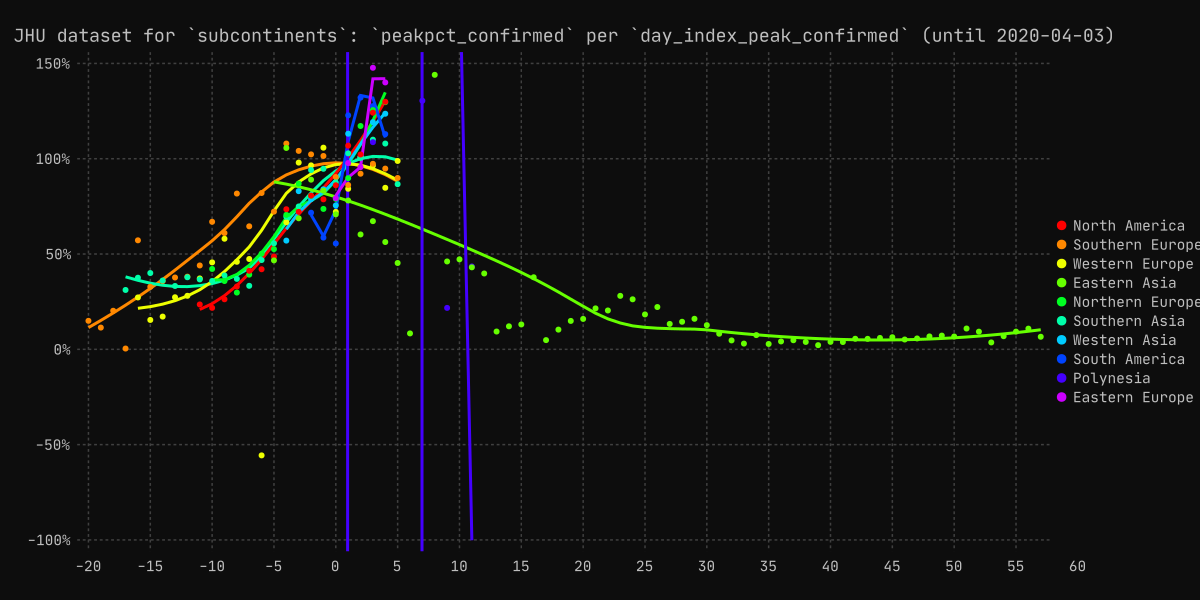 JHU dataset for `subcontinents`: `peakpct_confirmed` per `day_index_peak_confirmed` (until 2020-04-03)
150%
100%
50%
0%
-50%
-100%
-20 -15 -10 -5 0 5 10 15 20 25 30 35 40 45 50 55 60
North America
Southern Europe
Western Europe
Eastern Asia
Northern Europe
Southern Asia
Western Asia
South America
Polynesia
Eastern Europe